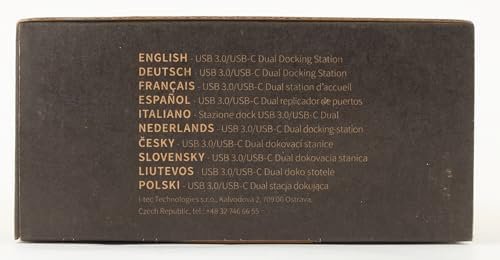 ENGLISH - USB 3.0/USB-C Dual Docking Station
DEUTSCH - USB 3.0/USB-C Dual Docking Station
FRANÇAIS - USB 3.0/USB-C Dual station d'accueil
ESPAÑOL - USB 3.0/USB-C Dual replicador de puertos
ITALIANO - Stazione dock USB 3.0/USB-C Dual
NEDERLANDS - USB 3.0/USB-C Dual docking-station
ČESKY - USB 3.0/USB-C Dual dokovací stanice
SLOVENSKY - USB 3.0/USB-C Dual dokovacia stanica
LIUTEVOS - USB 3.0/USB-C Dual doko stotelė
POLSKI - USB 3.0/USB-C Dual stacja dokująca
i-tec Technologies s.r.o., Kalvodova 2, 709 00 Ostrava,
Czech Republic, tel.: +48 32 746 66 55